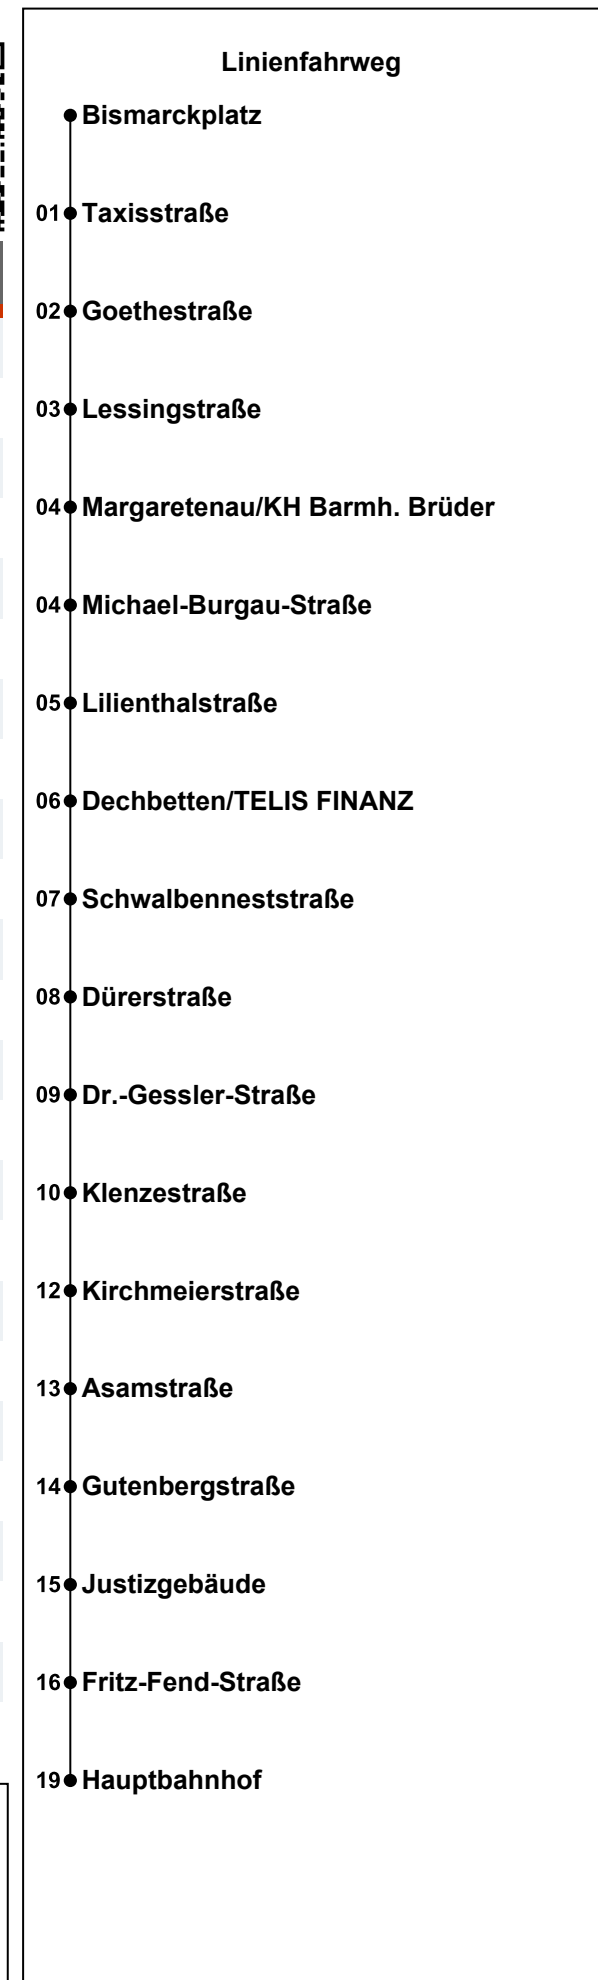 Linienfahrweg
Bismarckplatz
01 Taxisstraße
02 Goethestraße
03 Lessingstraße
04 Margaretenau/KH Barmh. Brüder
04 Michael-Burgau-Straße
05 Lilienthalstraße
06 Dechbetten/TELIS FINANZ
07 Schwalbenneststraße
08 Dürerstraße
09 Dr.-Gessler-Straße
10 Klenzestraße
12 Kirchmeierstraße
13 Asamstraße
14 Gutenbergstraße
15 Justizgebäude
16 Fritz-Fend-Straße
19 Hauptbahnhof